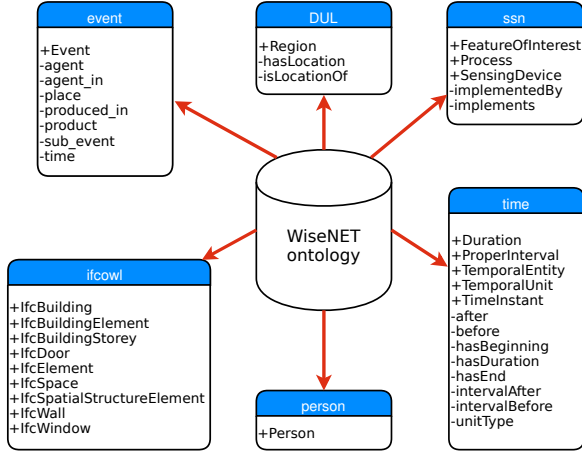 event
+Event
-agent
-agent_in
-place
-produced_in
-product
-sub_event
-time
DUL
+Region
-hasLocation
-isLocationOf
ssn
+FeatureOfInterest
+Process
+SensingDevice
-implementedBy
-implements
WiseNET
ontology
ifcowl
+IfcBuilding
+IfcBuildingElement
+IfcBuildingStorey
+IfcDoor
+IfcElement
+IfcSpace
+IfcSpatialStructureElement
+IfcWall
+IfcWindow
person
+Person
time
+Duration
+ProperInterval
+TemporalEntity
+TemporalUnit
+TimeInstant
-after
-before
-hasBeginning
-hasDuration
-hasEnd
-intervalAfter
-intervalBefore
-unitType